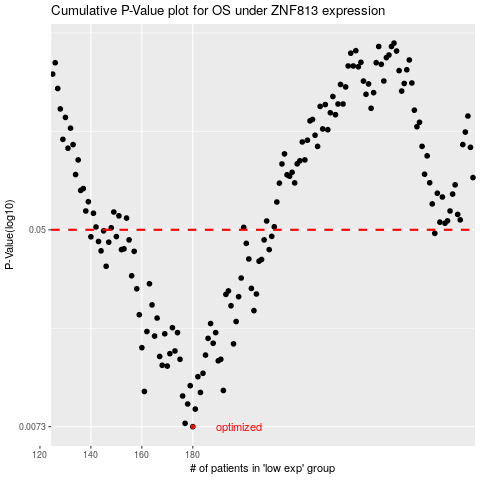 Cumulative P-Value plot for OS under ZNF813 expression
P-Value(log10)
0.05
0.0073
optimized
120 140 160 180
# of patients in 'low exp' group